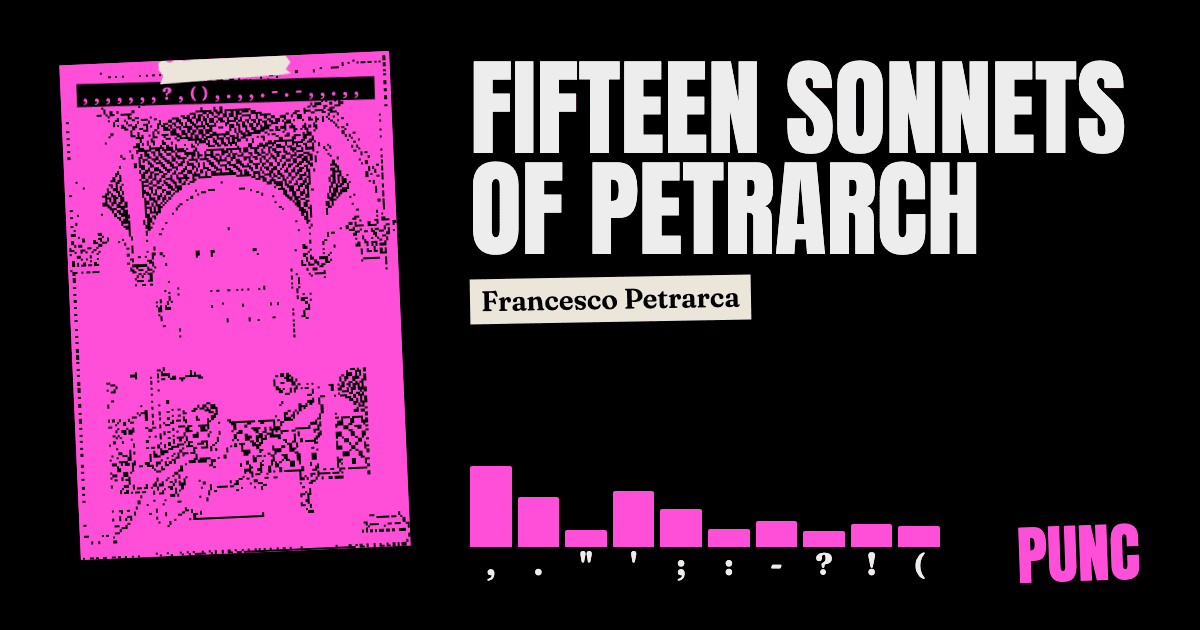 , , , , , , , ? , ( ) , . , , . - . - , , . , ,
FIFTEEN SONNETS
OF PETRARCH
Francesco Petrarca
, . " ' ; : - ? ! (
PUNC